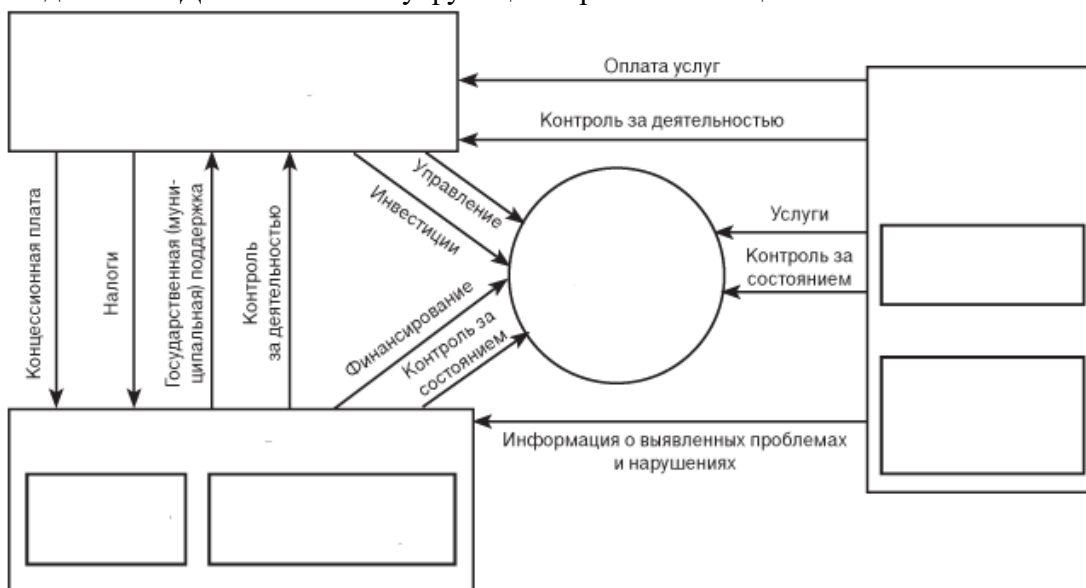 Оплата услуг
Контроль за деятельностью
Управление
Инвестиции
Услуги
Контроль за
состоянием
Концессионная плата
Налоги
Государственная (муни-
ципальная) поддержка
Контроль
за деятельностью
Финансирование
Контроль за
состоянием
Информация о выявленных проблемах
и нарушениях